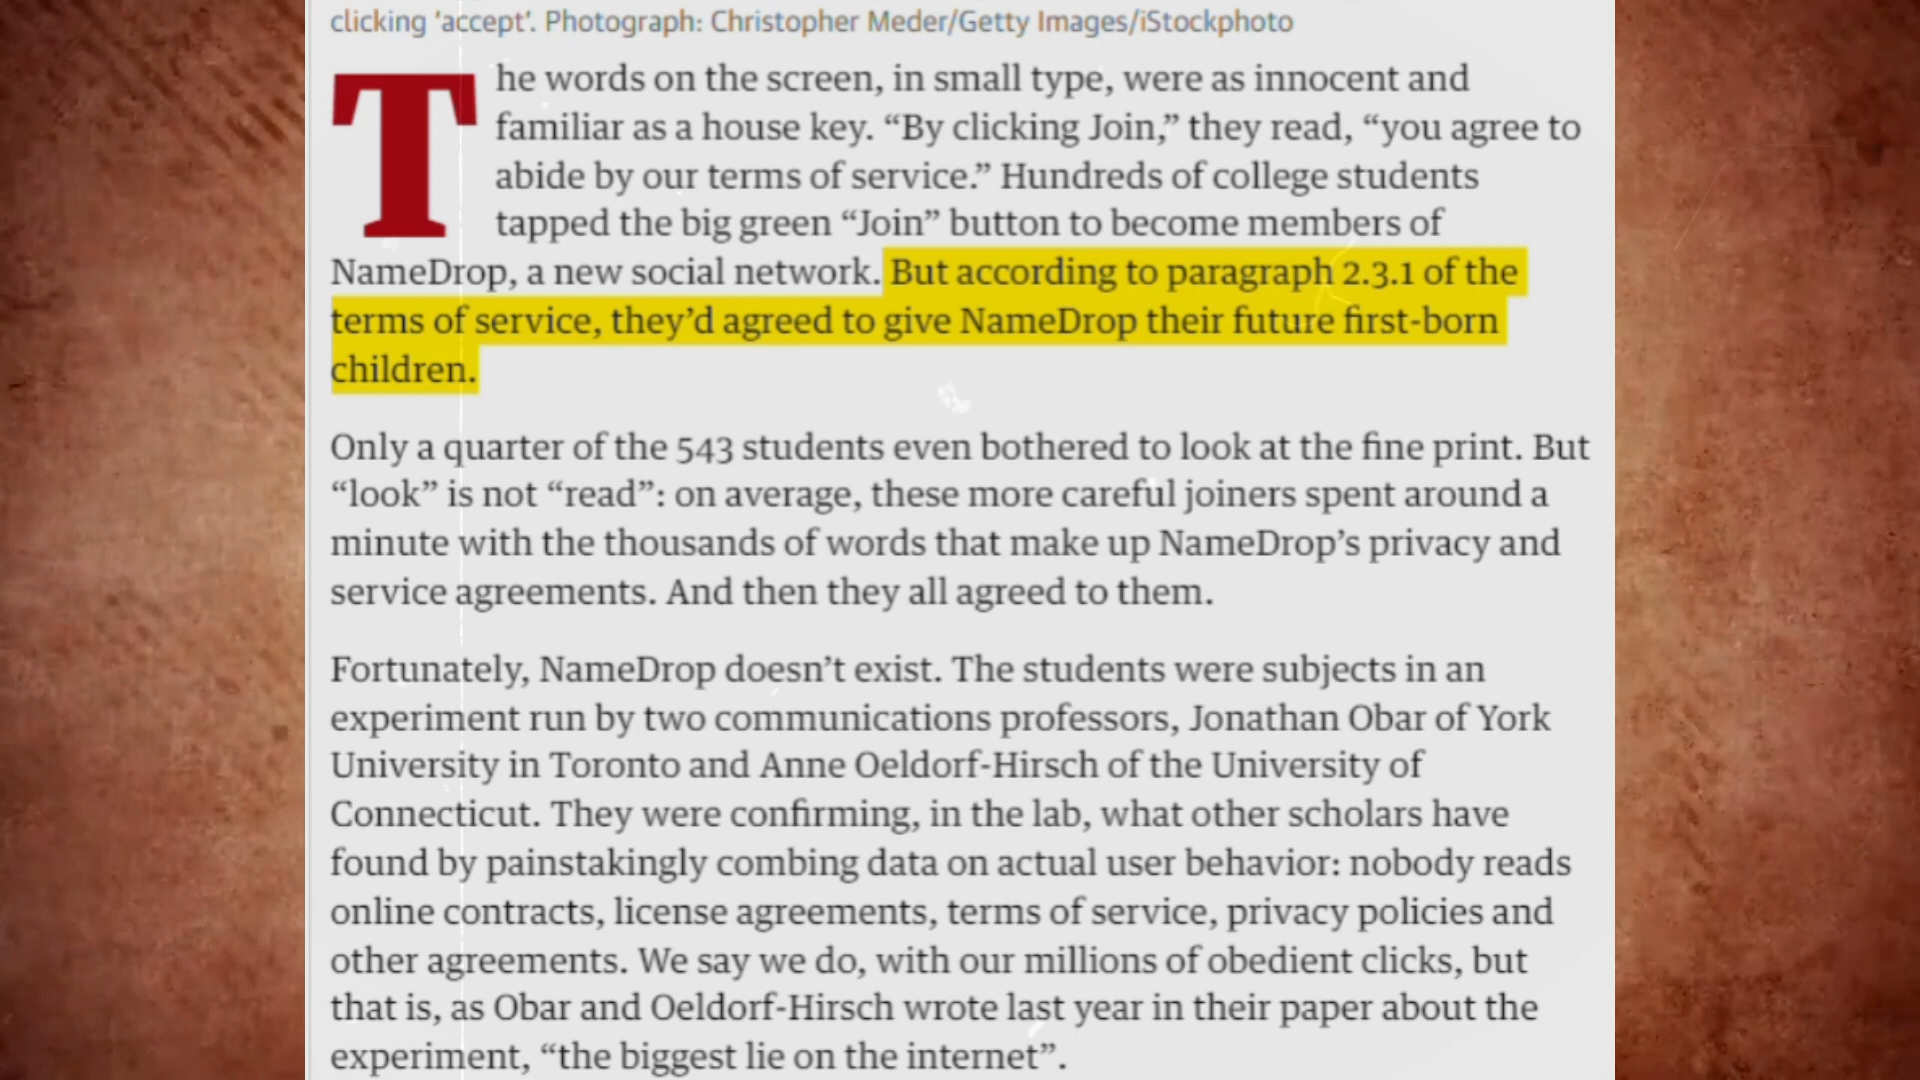 clicking 'accept'. Photograph: Christopher Meder/Getty Images/iStockphoto
The words on the screen, in small type, were as innocent and
familiar as a house key. “By clicking Join,” they read, “you agree to
abide by our terms of service.” Hundreds of college students
tapped the big green “Join” button to become members of
NameDrop, a new social network. But according to paragraph 2.3.1 of the
terms of service, they’d agreed to give NameDrop their future first-born
children.
Only a quarter of the 543 students even bothered to look at the fine print. But
“look” is not “read”: on average, these more careful joiners spent around a
minute with the thousands of words that make up NameDrop’s privacy and
service agreements. And then they all agreed to them.
Fortunately, NameDrop doesn’t exist. The students were subjects in an
experiment run by two communications professors, Jonathan Obar of York
University in Toronto and Anne Oeldorf-Hirsch of the University of
Connecticut. They were confirming, in the lab, what other scholars have
found by painstakingly combing data on actual user behavior: nobody reads
online contracts, license agreements, terms of service, privacy policies and
other agreements. We say we do, with our millions of obedient clicks, but
that is, as Obar and Oeldorf-Hirsch wrote last year in their paper about the
experiment, “the biggest lie on the internet”.